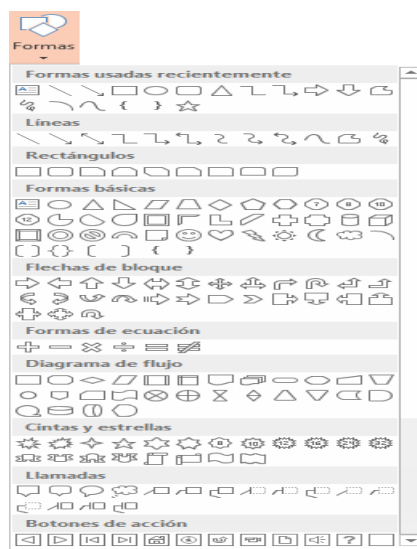 Formas
Formas usadas recientemente
Líneas
Rectángulos
Formas básicas
Flechas de bloque
Formas de ecuación
Diagrama de flujo
Cintas y estrellas
Llamadas
Botones de acción